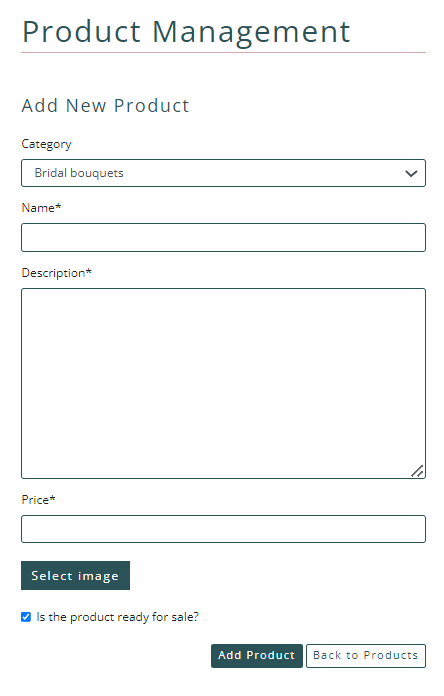 Product Management
Add New Product
Category
Bridal bouquets
Name*
Description*
Price*
Select image
Is the product ready for sale?
Add Product Back to Products